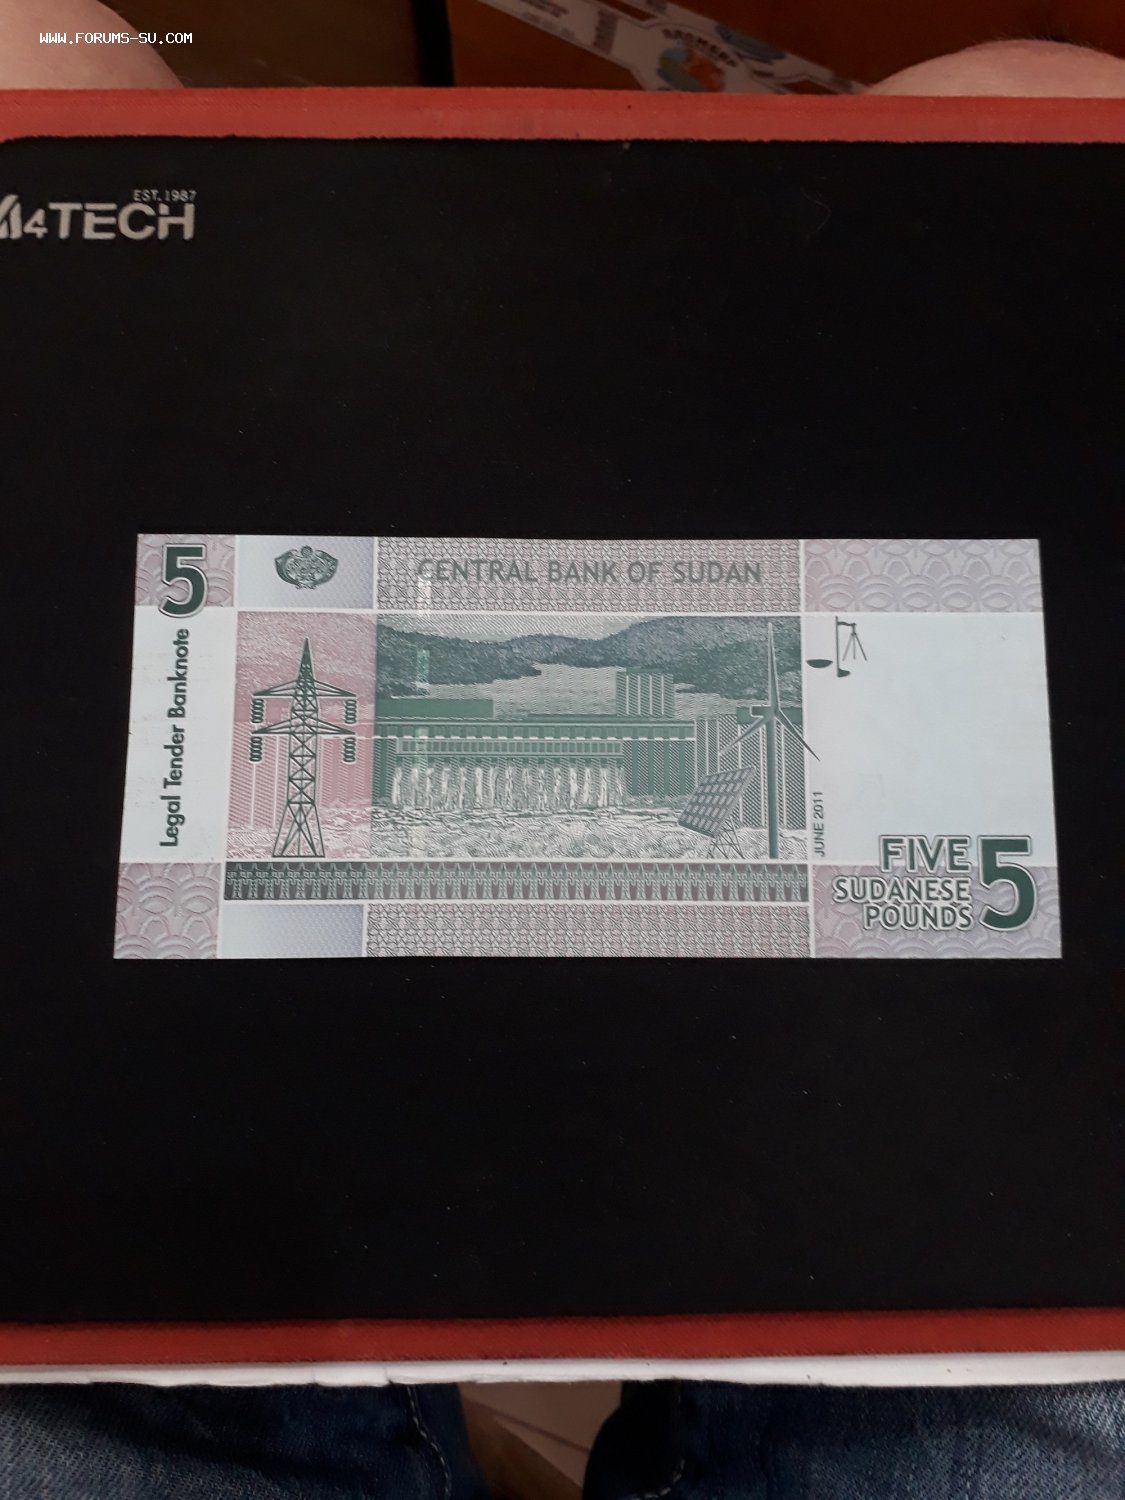 WWW.FORUMS-SU.COM
EST.1987
A4TECH
5
CENTRAL BANK OF SUDAN
Legal Tender Banknote
JUNE 2011
FIVE
SUDANESE
POUNDS
5